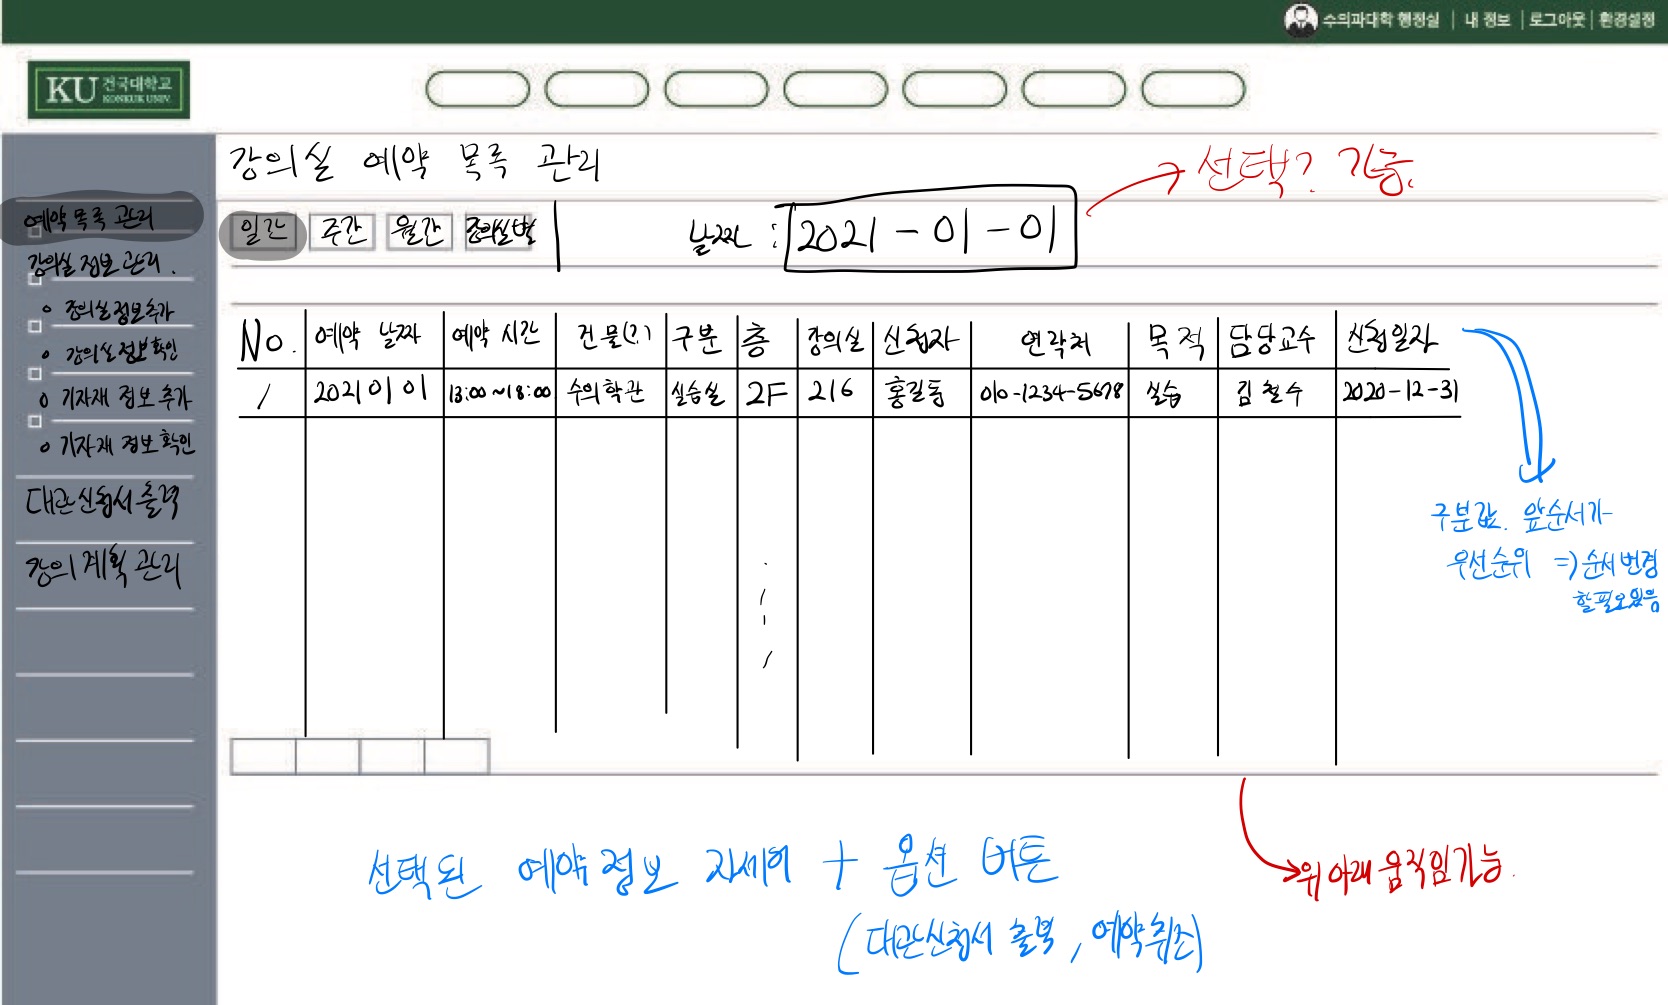 수의과대학 행정실 | 내 정보 | 로그아웃 | 환경설정
KU 건국대학교
KONKUK UNIV.
강의실 예약 목록 관리
선택? 가능.
예약 목록 관리
강의실 정보 관리.
강의실 정보 추가
강의실 정보 확인
기자재 정보 추가
기자재 정보 확인
대관신청서 출력
강의계획 관리
일간 주간 월간 강의실별
날짜 : 2021-01-01
No. 예약 날짜 예약 시간 건물(?) 구분 층 강의실 신청자 연락처 목적 담당교수 신청일자
1 20210101 13:00~18:00 수의학관 실습실 2F 216 홍길동 010-1234-5678 실습 김철수 2020-12-31
구분값. 앞순서가
우선순위 => 순서변경
할 필요있음
위 아래 움직임 가능.
선택된 예약정보 자세히 + 옵션 버튼
(대관신청서 출력, 예약취소)